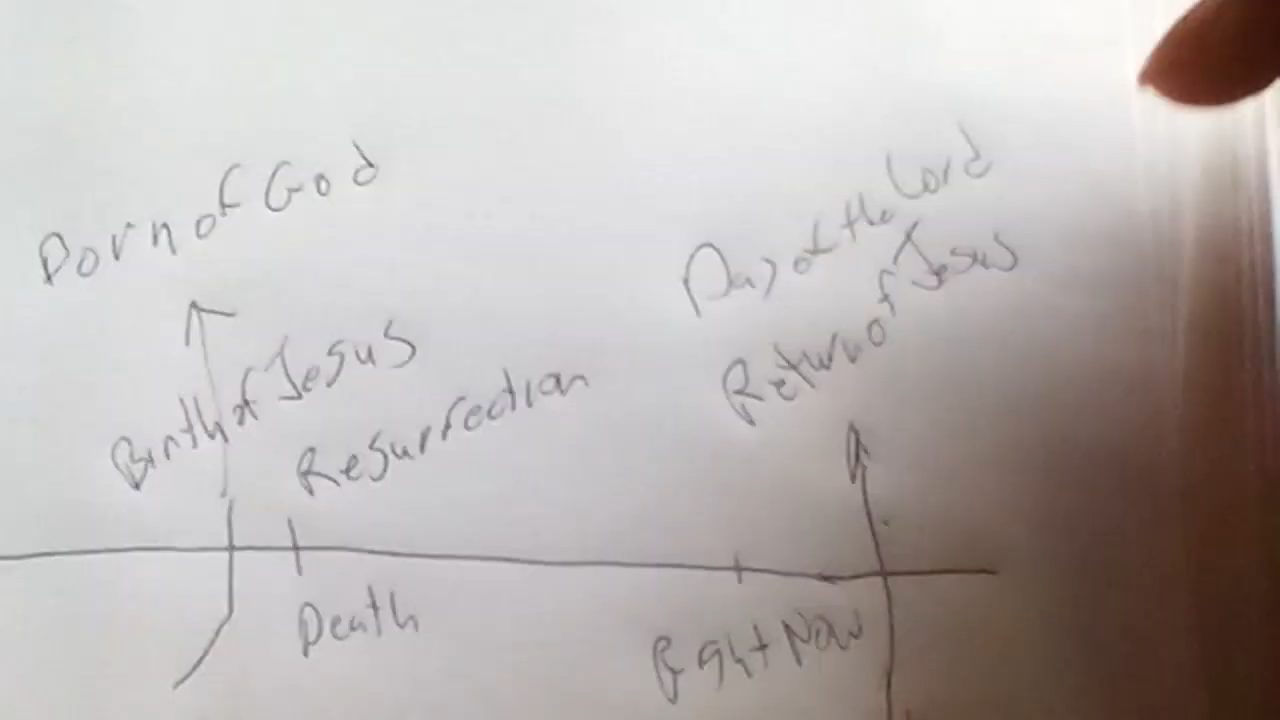 Born of God
Birth of Jesus
Resurrection
Death
Day of the Lord
Return of Jesus
Right Now